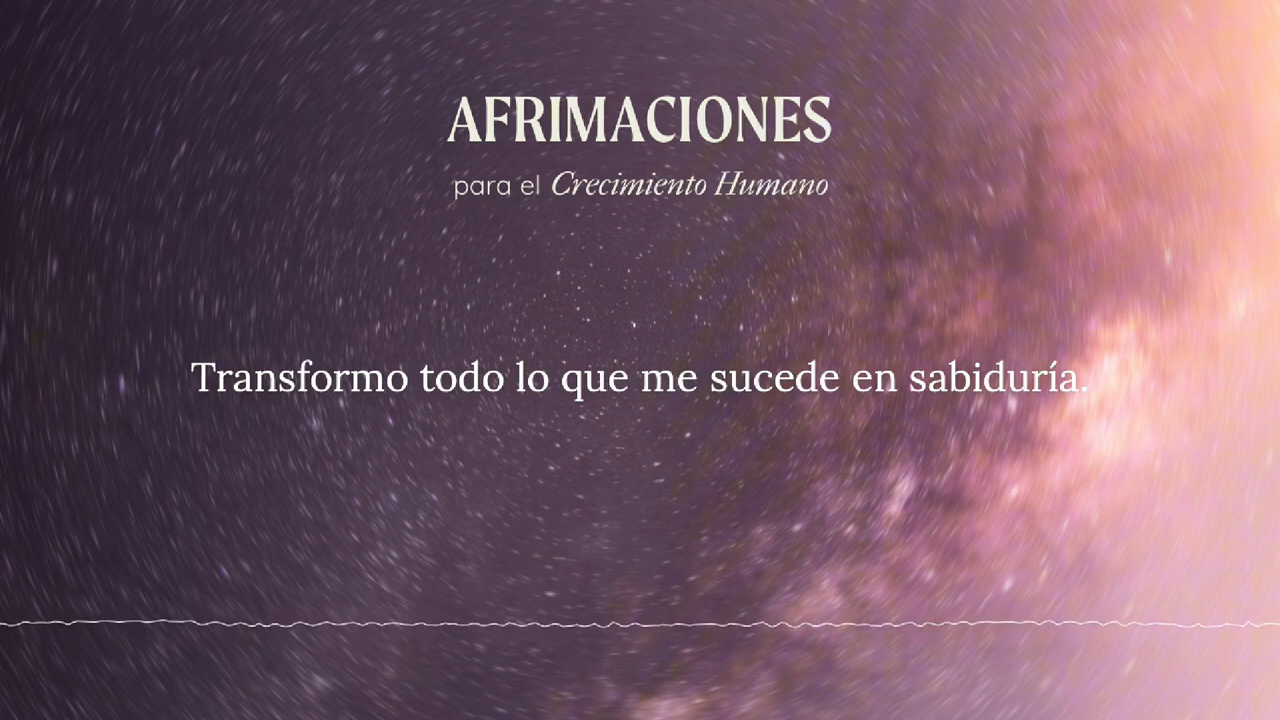 AFRIMACIONES
para el Crecimiento Humano
Transformo todo lo que me sucede en sabiduría.